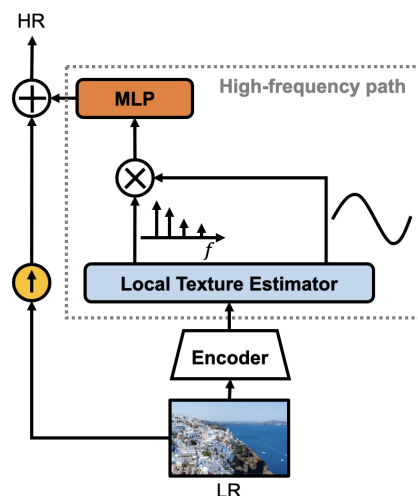 HR
High-frequency path
MLP
f
Local Texture Estimator
Encoder
LR